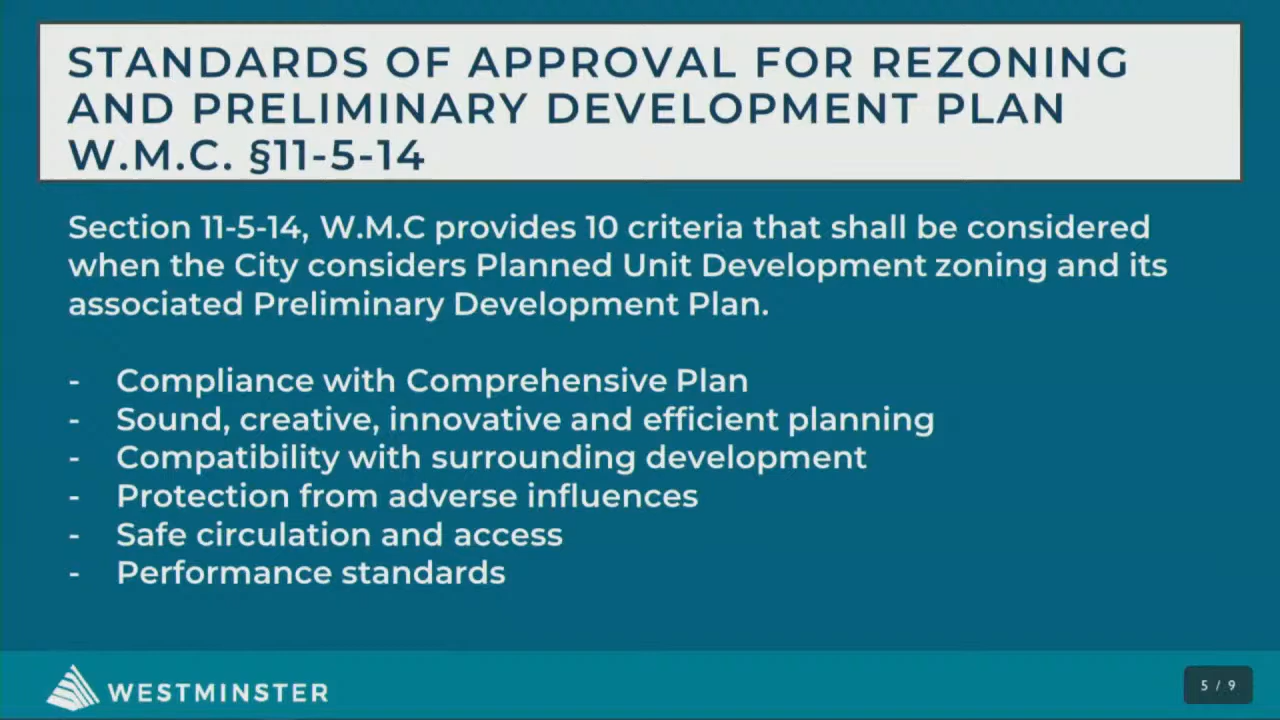 STANDARDS OF APPROVAL FOR REZONING
AND PRELIMINARY DEVELOPMENT PLAN
W.M.C. §11-5-14
Section 11-5-14, W.M.C provides 10 criteria that shall be considered
when the City considers Planned Unit Development zoning and its
associated Preliminary Development Plan.
- Compliance with Comprehensive Plan
- Sound, creative, innovative and efficient planning
- Compatibility with surrounding development
- Protection from adverse influences
- Safe circulation and access
- Performance standards
WESTMINSTER
5 / 9